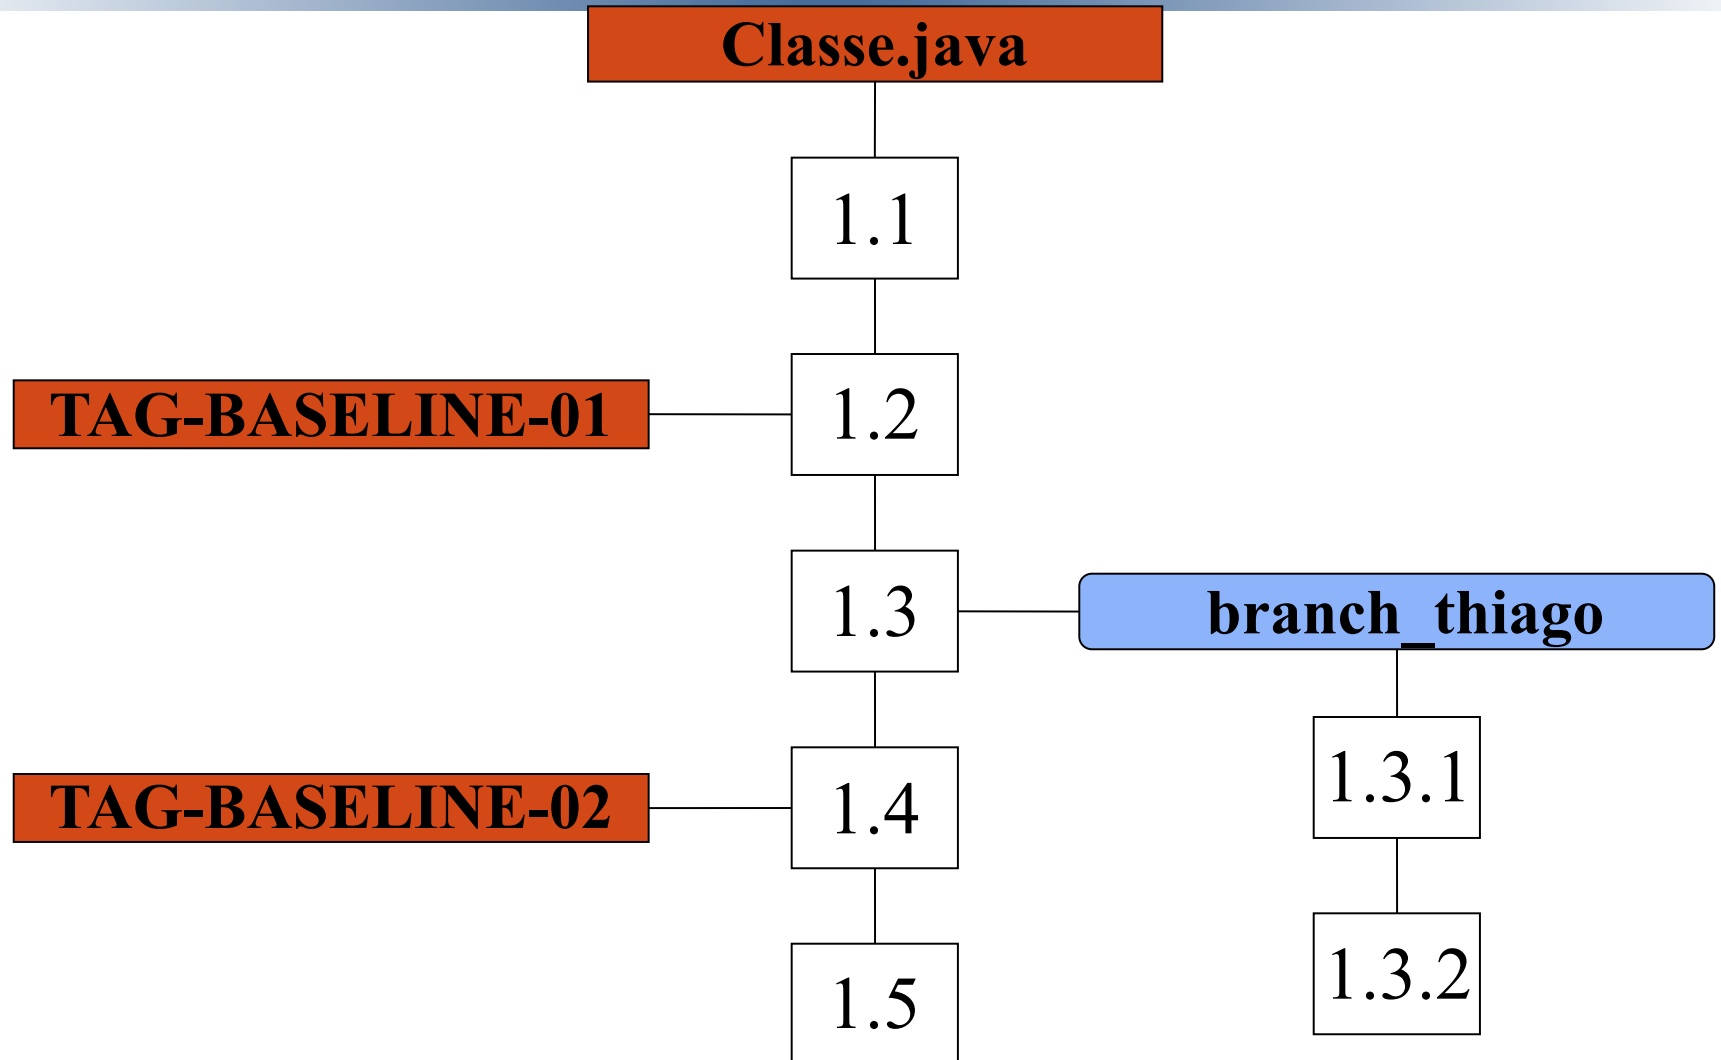 Classe.java
1.1
TAG-BASELINE-01
1.2
1.3
branch_thiago
1.3.1
TAG-BASELINE-02
1.4
1.3.2
1.5